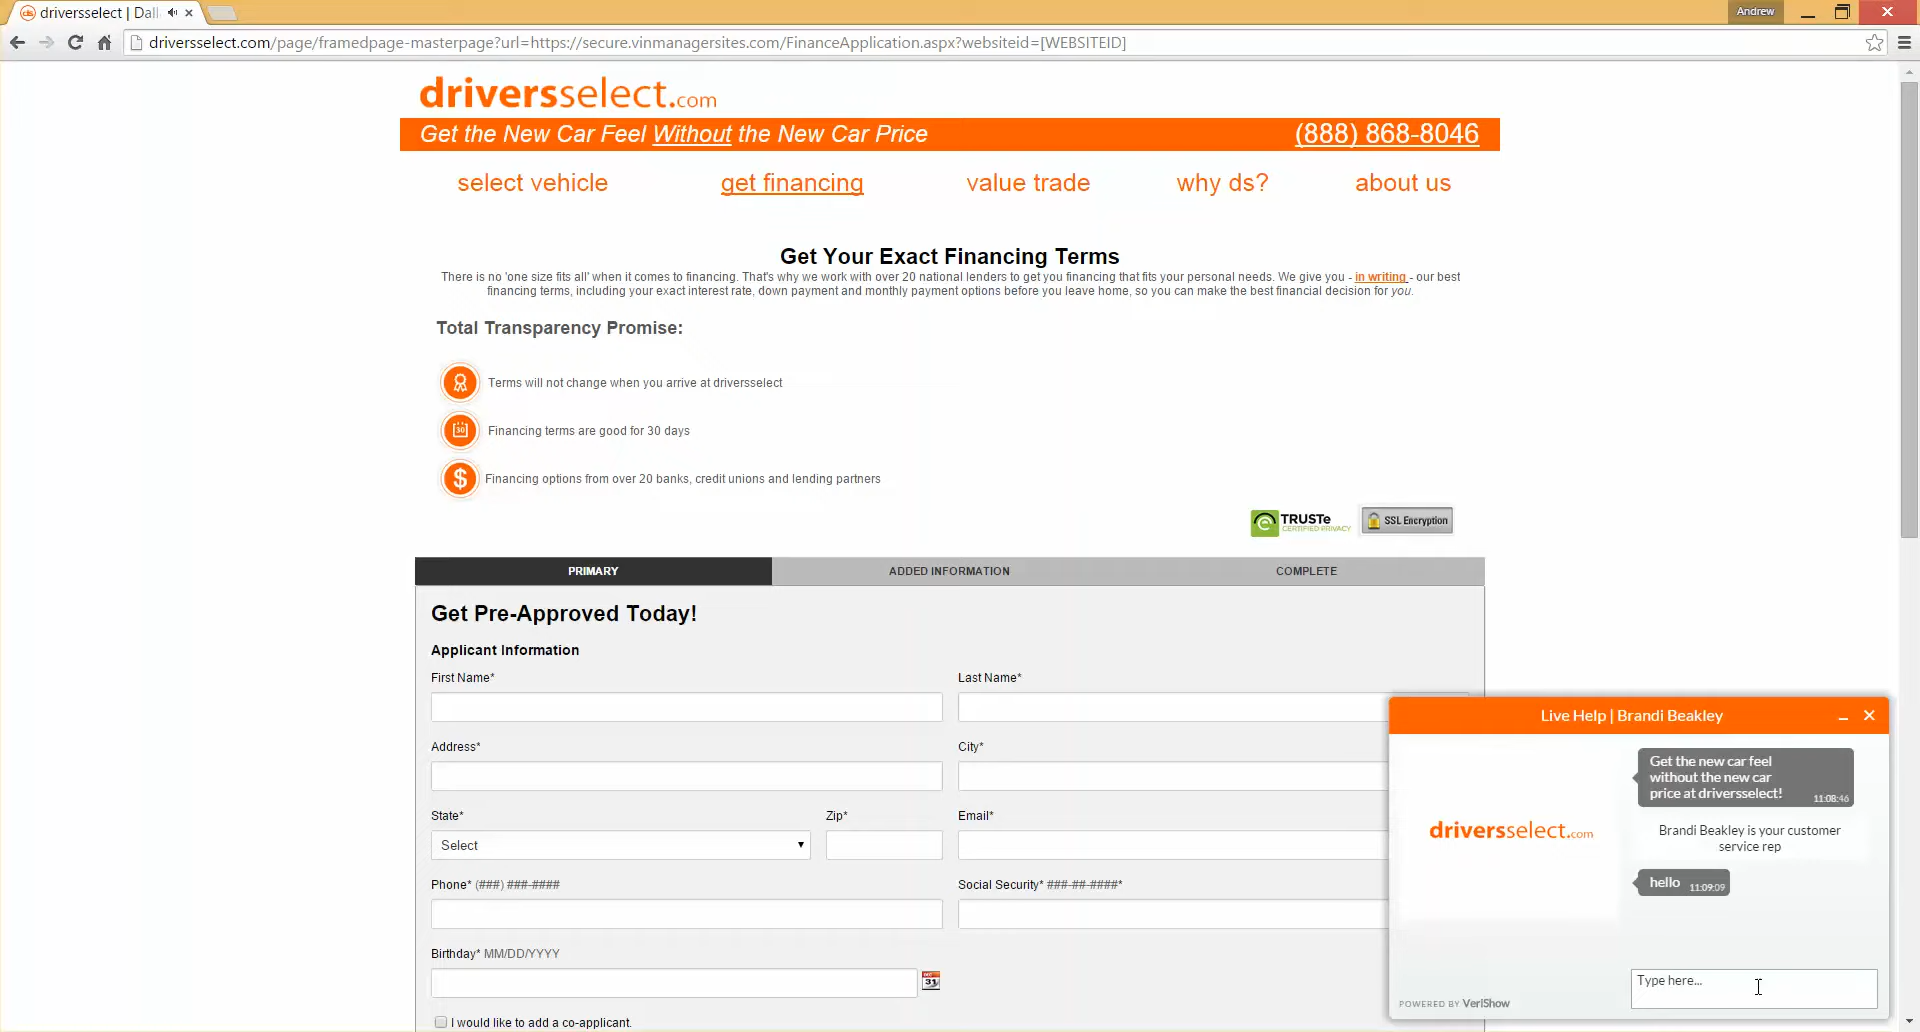 driversselect | Dall
Andrew
driversselect.com/page/framedpage-masterpage?url=https://secure.vinmanagersites.com/FinanceApplication.aspx?websiteid=[WEBSITEID]
driversselect.com
Get the New Car Feel Without the New Car Price
(888) 868-8046
select vehicle
get financing
value trade
why ds?
about us
Get Your Exact Financing Terms
There is no 'one size fits all' when it comes to financing. That's why we work with over 20 national lenders to get you financing that fits your personal needs. We give you - in writing - our best
financing terms, including your exact interest rate, down payment and monthly payment options before you leave home, so you can make the best financial decision for you.
Total Transparency Promise:
Terms will not change when you arrive at driversselect
30
Financing terms are good for 30 days
$
Financing options from over 20 banks, credit unions and lending partners
TRUSTe
CERTIFIED PRIVACY
SSL Encryption
PRIMARY
ADDED INFORMATION
COMPLETE
Get Pre-Approved Today!
Applicant Information
First Name*
Last Name*
Address*
City*
State*
Zip*
Email*
Select
Phone* (###) ###-####
Social Security* ###-##-####*
Birthday* MM/DD/YYYY
31
I would like to add a co-applicant.
Live Help | Brandi Beakley
Get the new car feel
without the new car
price at driversselect!
11:08:46
driversselect.com
Brandi Beakley is your customer
service rep
hello 11:09:09
Type here...
POWERED BY VeriShow